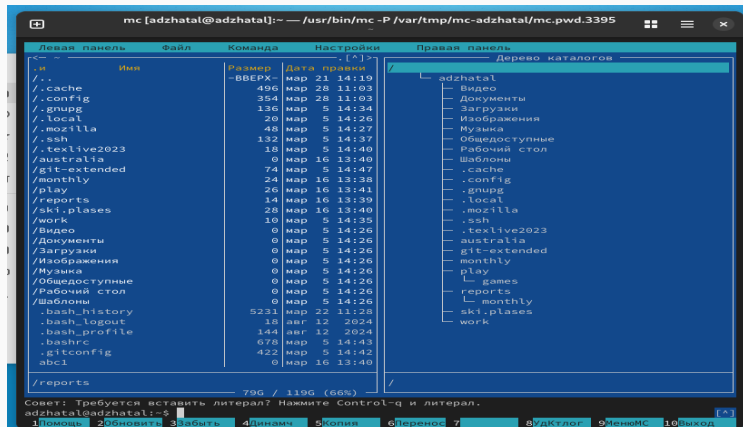 mc [adzhatal@adzhatal]:~ — /usr/bin/mc -P /var/tmp/mc-adzhatal/mc.pwd.3395
~
Левая панель Файл Команда Настройки Правая панель
<— ~ .[^]>
.и Имя Размер Дата правки
/.. -ВВЕРХ- мар 21 14:19
/.cache 496 мар 28 11:03
/.config 354 мар 28 11:03
/.gnupg 136 мар 5 14:34
/.local 20 мар 5 14:26
/.mozilla 48 мар 5 14:27
/.ssh 132 мар 5 14:37
/.texlive2023 18 мар 5 14:40
/australia 0 мар 16 13:40
/git-extended 74 мар 5 14:47
/monthly 24 мар 16 13:38
/play 26 мар 16 13:41
/reports 14 мар 16 13:39
/ski.plases 28 мар 16 13:40
/work 10 мар 5 14:35
/Видео 0 мар 5 14:26
/Документы 0 мар 5 14:26
/Загрузки 0 мар 5 14:26
/Изображения 0 мар 5 14:26
/Музыка 0 мар 5 14:26
/Общедоступные 0 мар 5 14:26
/Рабочий стол 0 мар 5 14:26
/Шаблоны 0 мар 5 14:26
.bash_history 5231 мар 22 11:28
.bash_logout 18 авг 12 2024
.bash_profile 144 авг 12 2024
.bashrc 678 мар 5 14:43
.gitconfig 422 мар 5 14:42
abc1 0 мар 16 13:40
/reports
79G / 119G (66%)
Дерево каталогов
/
adzhatal
Видео
Документы
Загрузки
Изображения
Музыка
Общедоступные
Рабочий стол
Шаблоны
.cache
.config
.gnupg
.local
.mozilla
.ssh
.texlive2023
australia
git-extended
monthly
play
games
reports
monthly
ski.plases
work
/
Совет: Требуется вставить литерал? Нажмите Control-q и литерал.
adzhatal@adzhatal:~$ [^]
1Помощь 2Обновить 3Забыть 4Динамч 5Копия 6Перенос 7 8УдКтлог 9МенюMC 10Выход